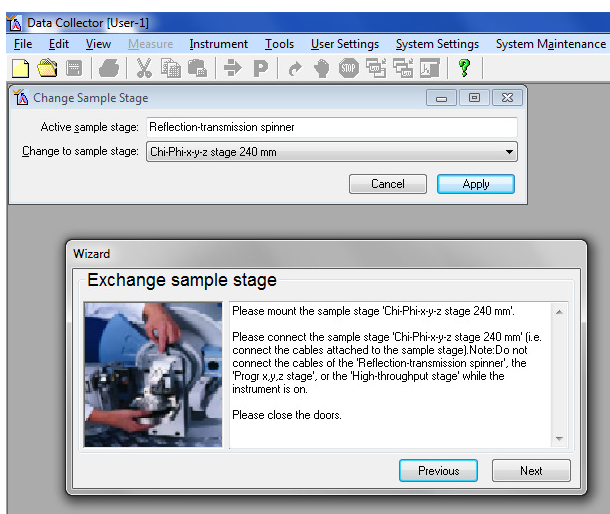 Data Collector [User-1]
File Edit View Measure Instrument Tools User Settings System Settings System Maintenance
STOP
Change Sample Stage
Active sample stage: Reflection-transmission spinner
Change to sample stage: Chi-Phi-x-y-z stage 240 mm
Cancel Apply
Wizard
Exchange sample stage
Please mount the sample stage 'Chi-Phi-x-y-z stage 240 mm'.
Please connect the sample stage 'Chi-Phi-x-y-z stage 240 mm' (i.e.
connect the cables attached to the sample stage).Note:Do not
connect the cables of the 'Reflection-transmission spinner', the
'Progr x,y,z stage', or the 'High-throughput stage' while the
instrument is on.
Please close the doors.
Previous Next